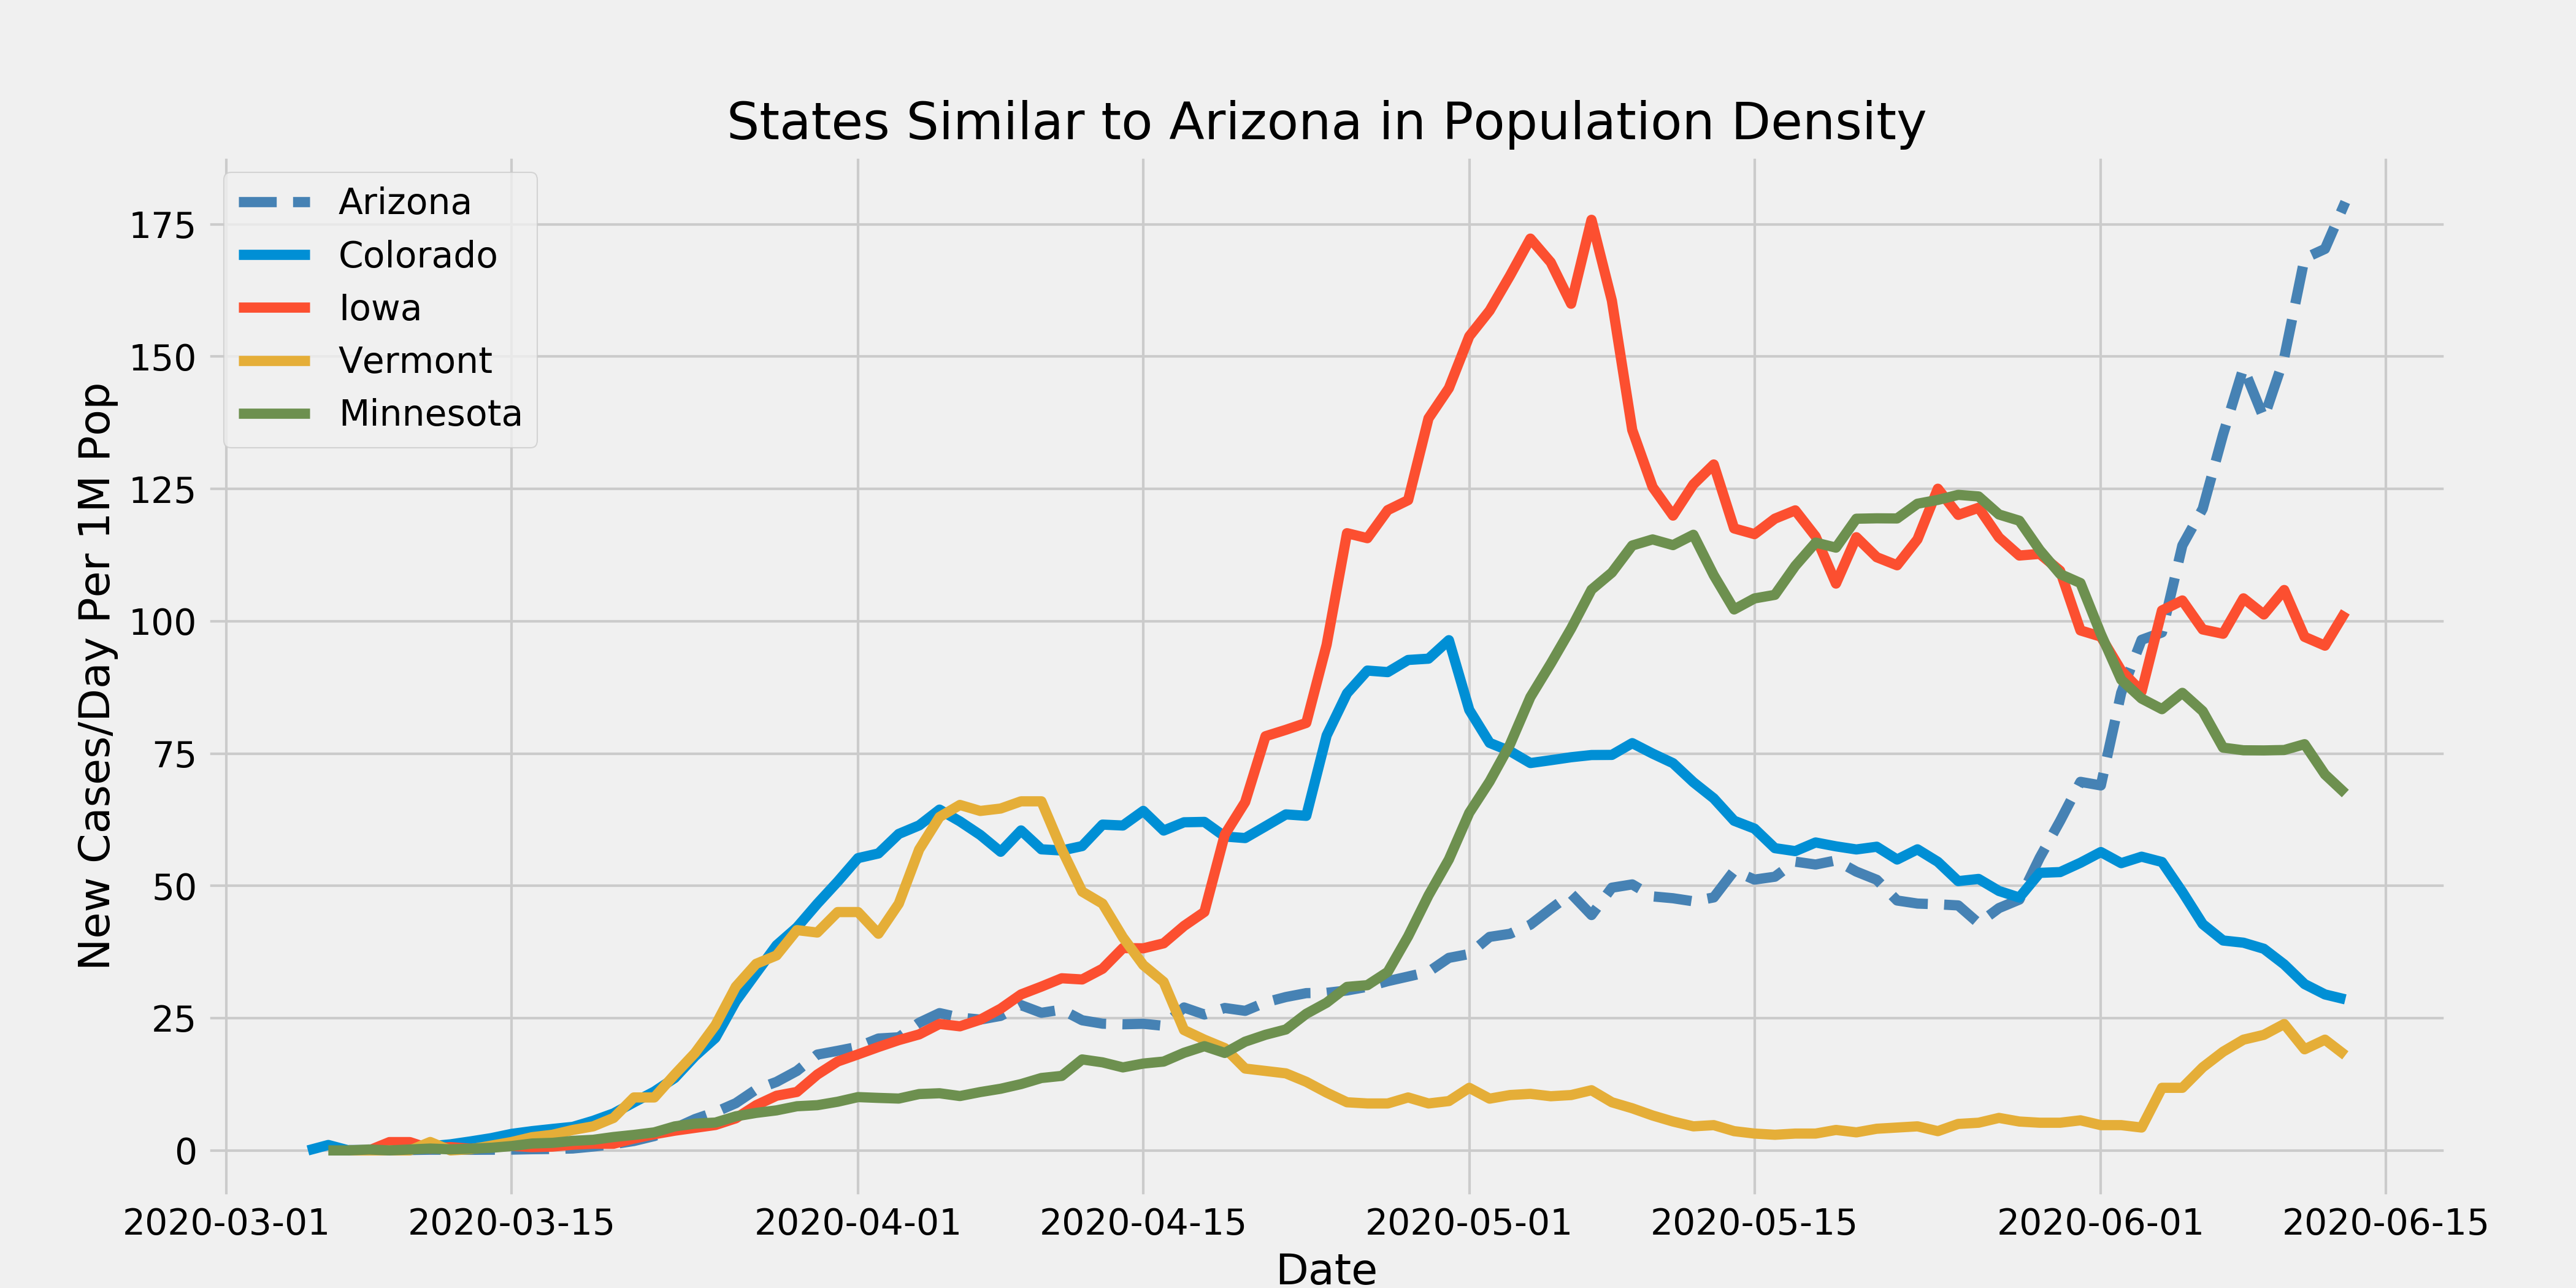 States Similar to Arizona in Population Density
Arizona
Colorado
Iowa
Vermont
Minnesota
New Cases/Day Per 1M Pop
175
150
125
100
75
50
25
0
2020-03-01 2020-03-15 2020-04-01 2020-04-15 2020-05-01 2020-05-15 2020-06-01 2020-06-15
Date